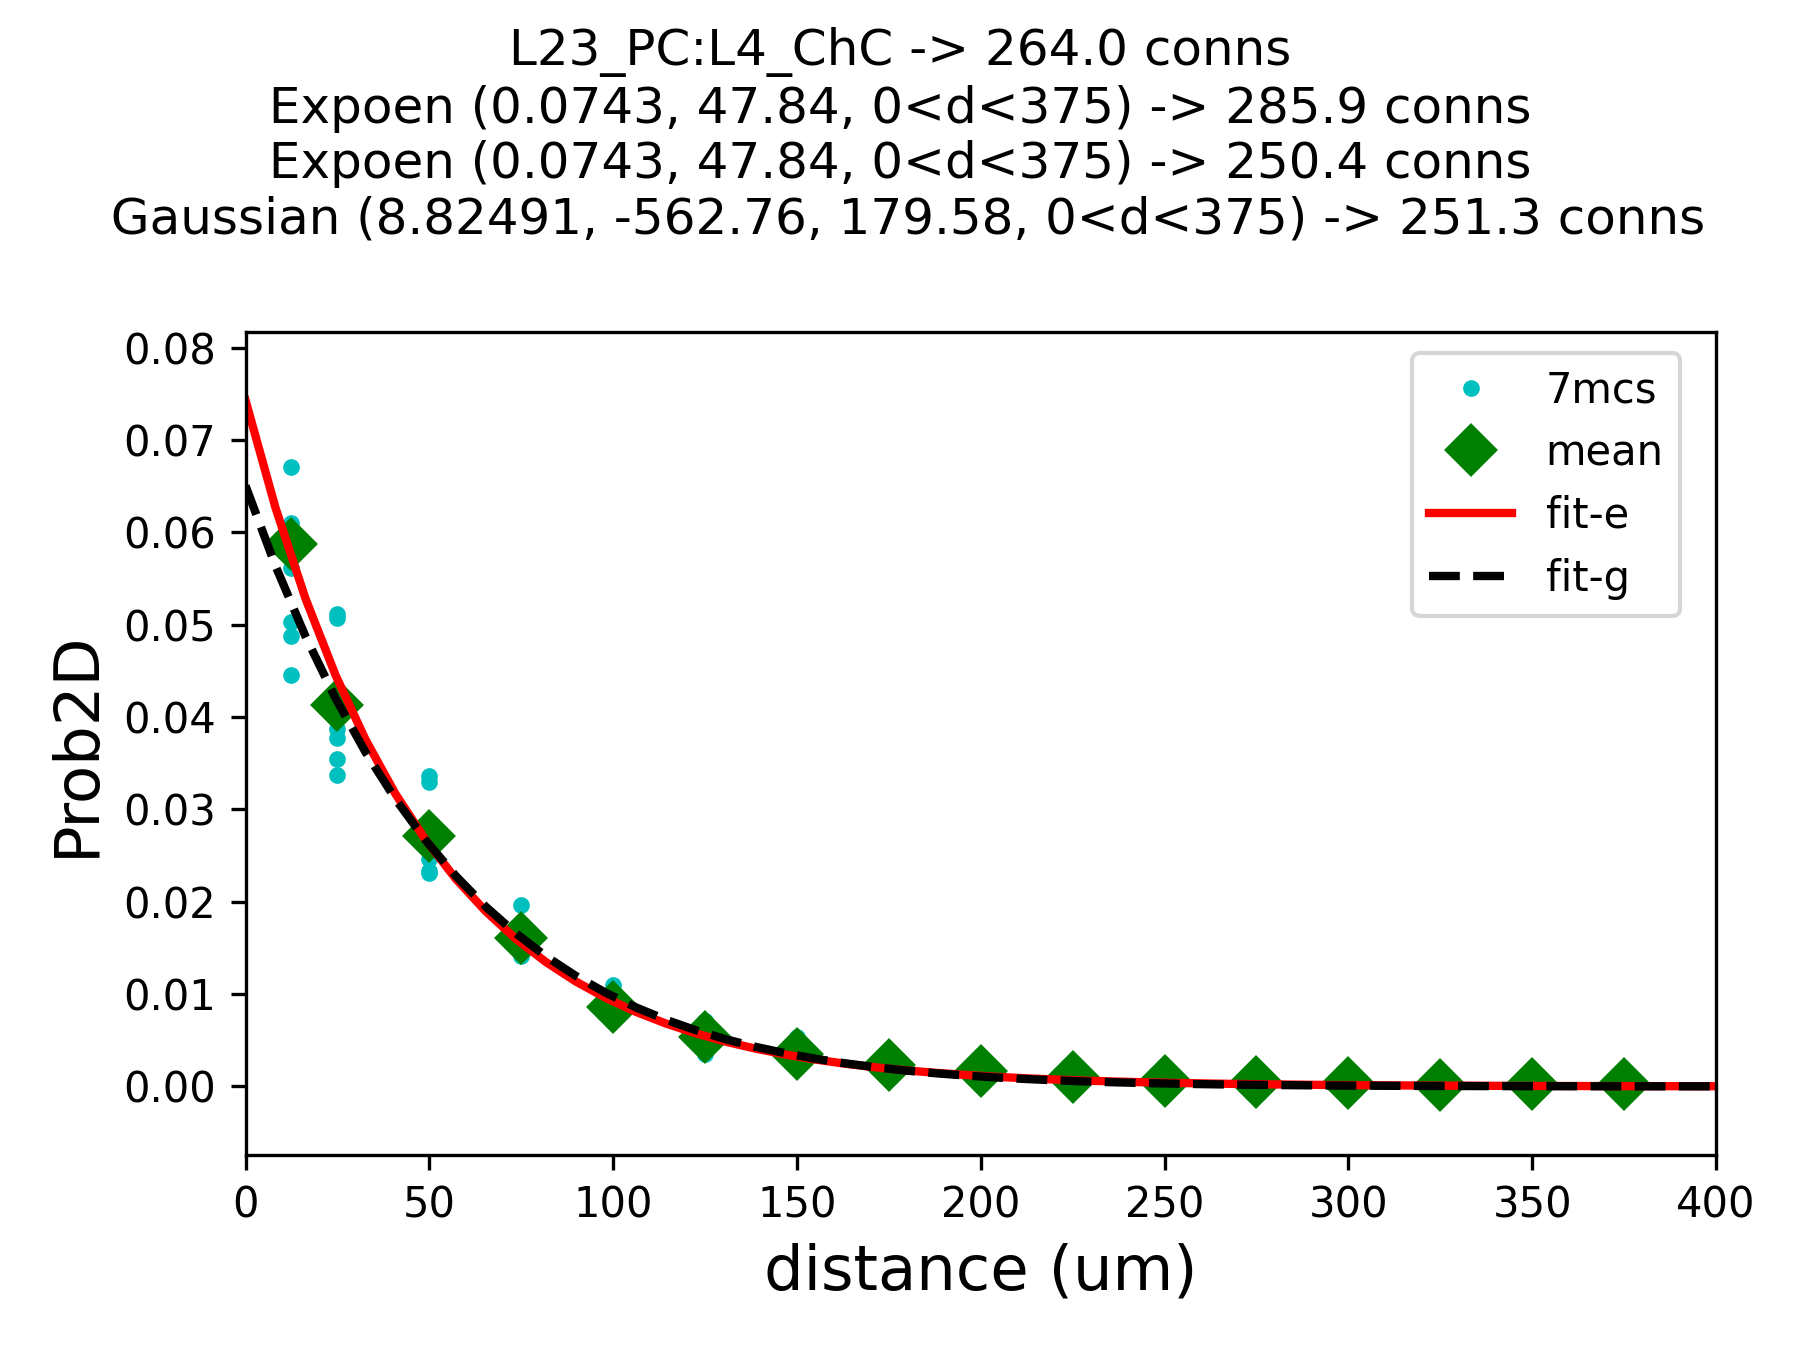 L23_PC:L4_ChC -> 264.0 conns
Expoen (0.0743, 47.84, 0<d<375) -> 285.9 conns
Expoen (0.0743, 47.84, 0<d<375) -> 250.4 conns
Gaussian (8.82491, -562.76, 179.58, 0<d<375) -> 251.3 conns
0.08
0.07
0.06
0.05
0.04
0.03
0.02
0.01
0.00
Prob2D
7mcs
mean
fit-e
fit-g
0 50 100 150 200 250 300 350 400
distance (um)